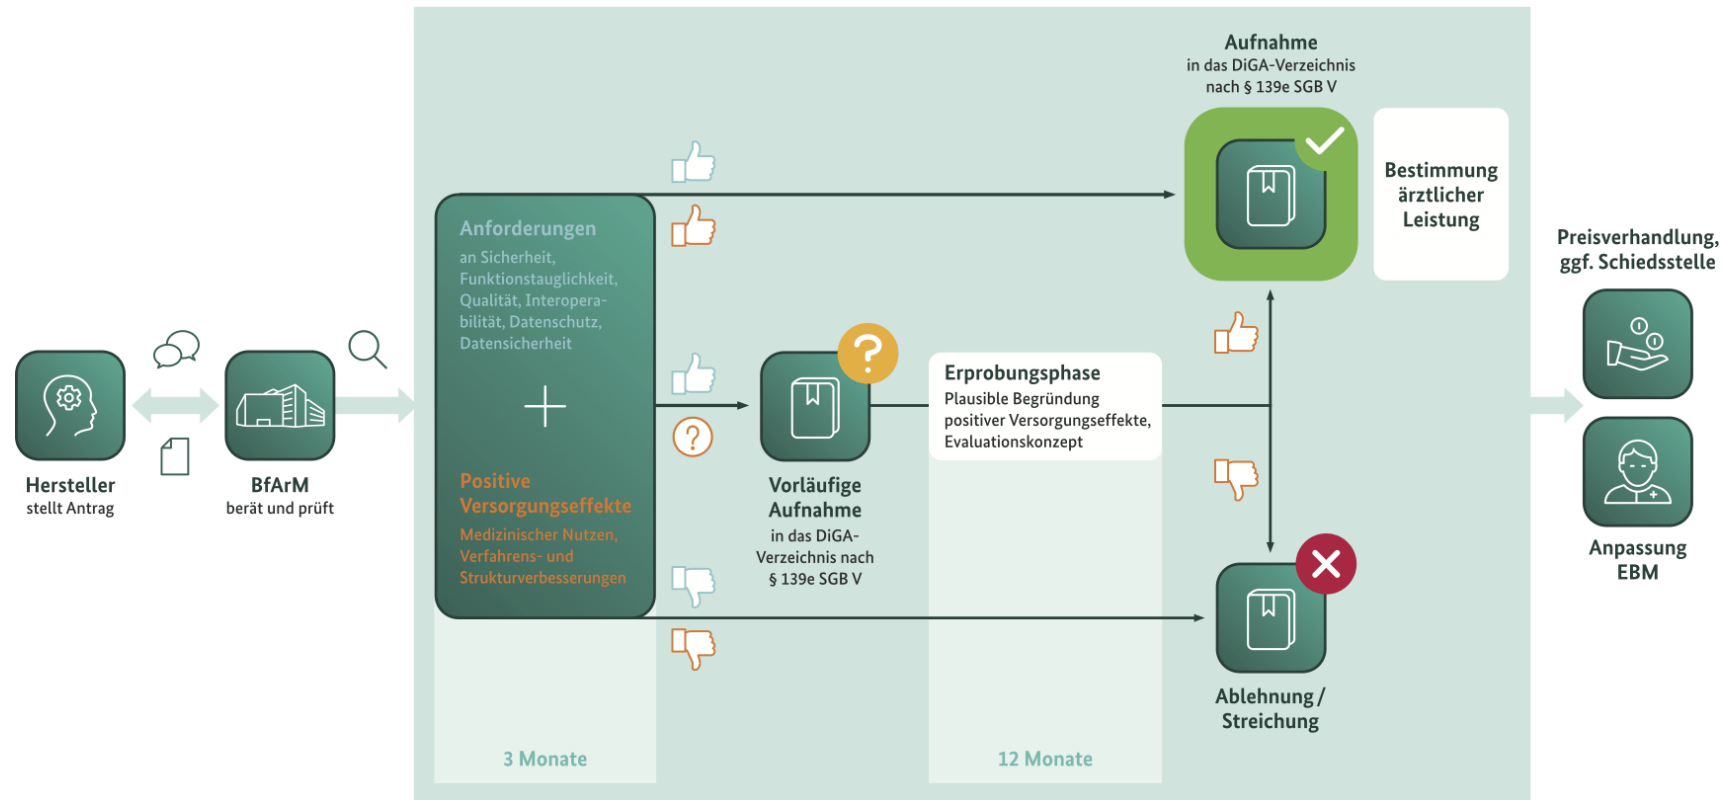 Hersteller
stellt Antrag
BfArM
berät und prüft
Anforderungen
an Sicherheit,
Funktionstauglichkeit,
Qualität, Interopera-
bilität, Datenschutz,
Datensicherheit
Positive
Versorgungseffekte
Medizinischer Nutzen,
Verfahrens- und
Strukturverbesserungen
3 Monate
?
?
Vorläufige
Aufnahme
in das DiGA-
Verzeichnis nach
§ 139e SGB V
Erprobungsphase
Plausible Begründung
positiver Versorgungseffekte,
Evaluationskonzept
12 Monate
Aufnahme
in das DiGA-Verzeichnis
nach § 139e SGB V
Bestimmung
ärztlicher
Leistung
Ablehnung /
Streichung
Preisverhandlung,
ggf. Schiedsstelle
Anpassung
EBM